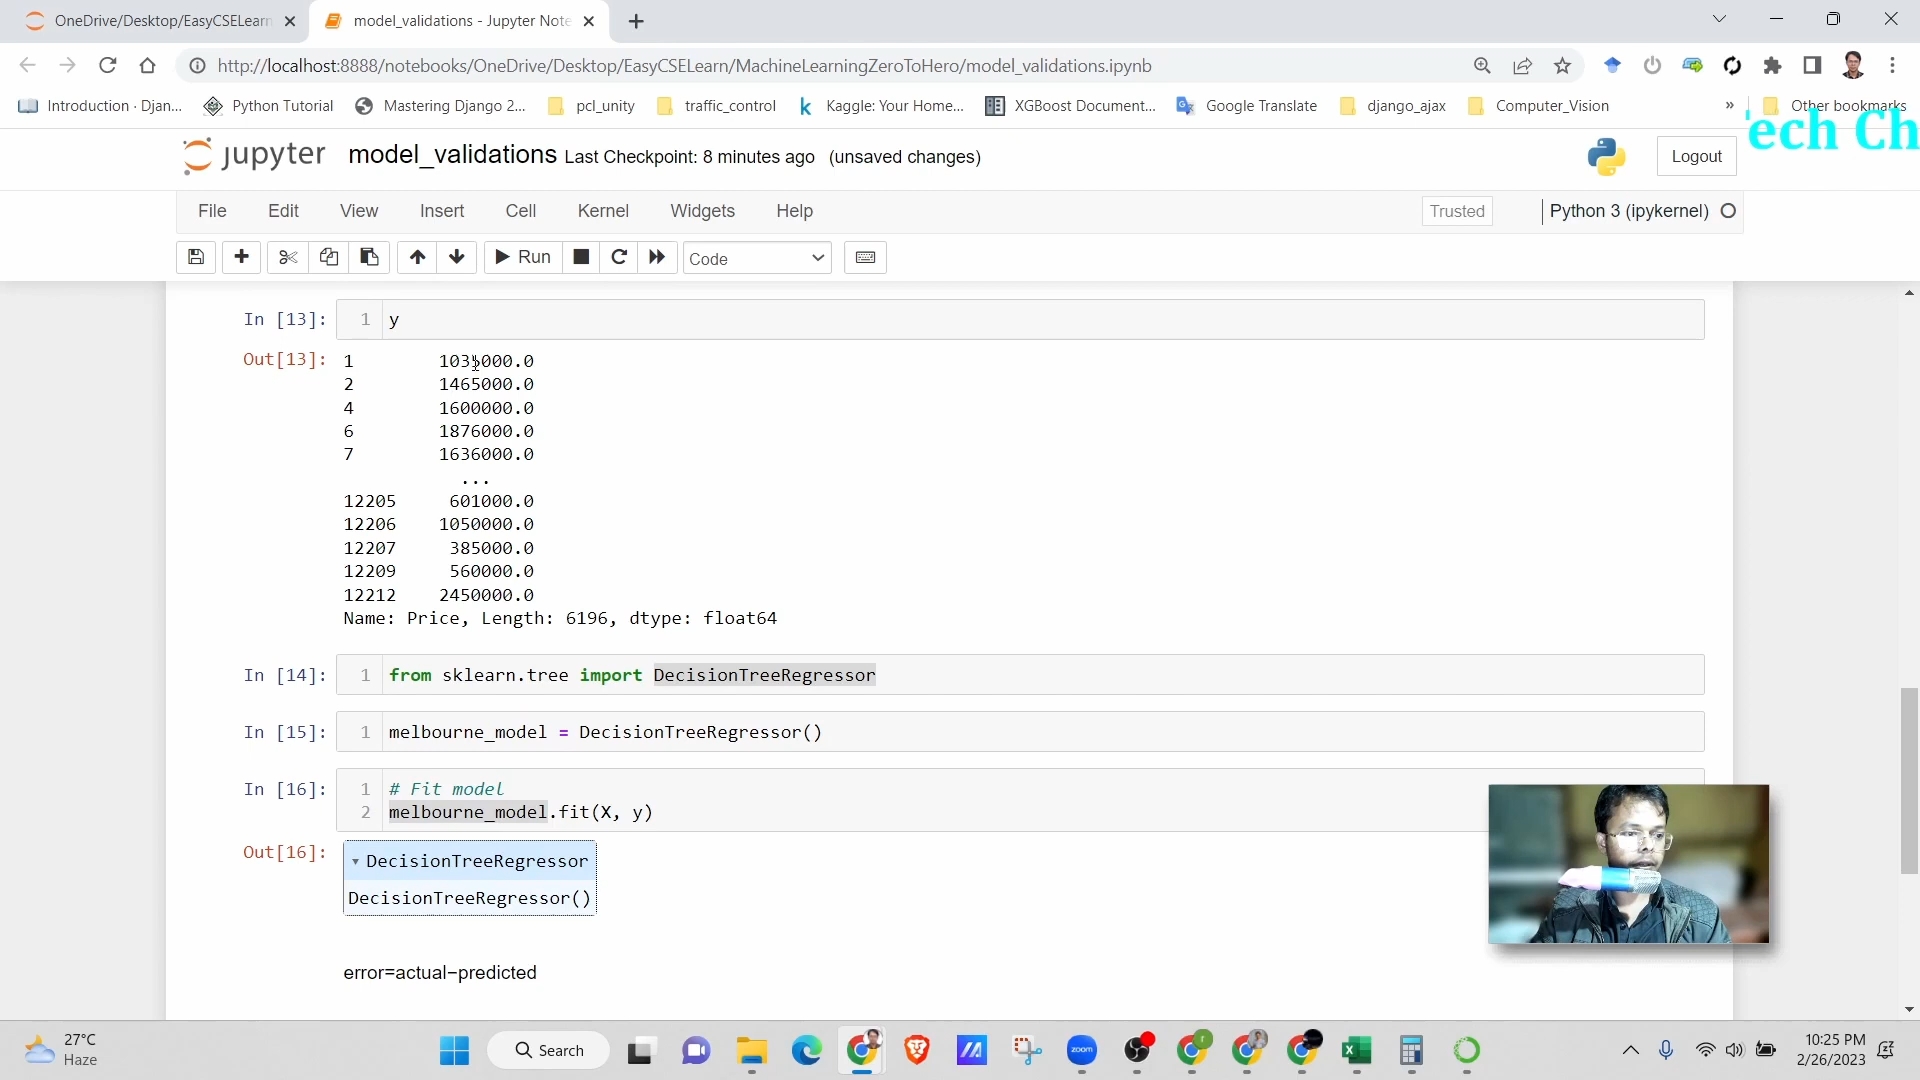 OneDrive/Desktop/EasyCSELearn
model_validations - Jupyter Note
http://localhost:8888/notebooks/OneDrive/Desktop/EasyCSELearn/MachineLearningZeroToHero/model_validations.ipynb
Introduction · Djan...
Python Tutorial
Mastering Django 2...
pcl_unity
traffic_control
Kaggle: Your Home...
XGBoost Document...
Google Translate
django_ajax
Computer_Vision
»
Other bookmarks
ech Ch
jupyter
model_validations Last Checkpoint: 8 minutes ago (unsaved changes)
Logout
File Edit View Insert Cell Kernel Widgets Help
Trusted
Python 3 (ipykernel)
Run
Code
In [13]: 1 y
Out[13]: 1 1035000.0
2 1465000.0
4 1600000.0
6 1876000.0
7 1636000.0
...
12205 601000.0
12206 1050000.0
12207 385000.0
12209 560000.0
12212 2450000.0
Name: Price, Length: 6196, dtype: float64
In [14]: 1 from sklearn.tree import DecisionTreeRegressor
In [15]: 1 melbourne_model = DecisionTreeRegressor()
In [16]: 1 # Fit model
2 melbourne_model.fit(X, y)
Out[16]: DecisionTreeRegressor
DecisionTreeRegressor()
error=actual−predicted
27°C
Haze
Search
zoom
10:25 PM
2/26/2023